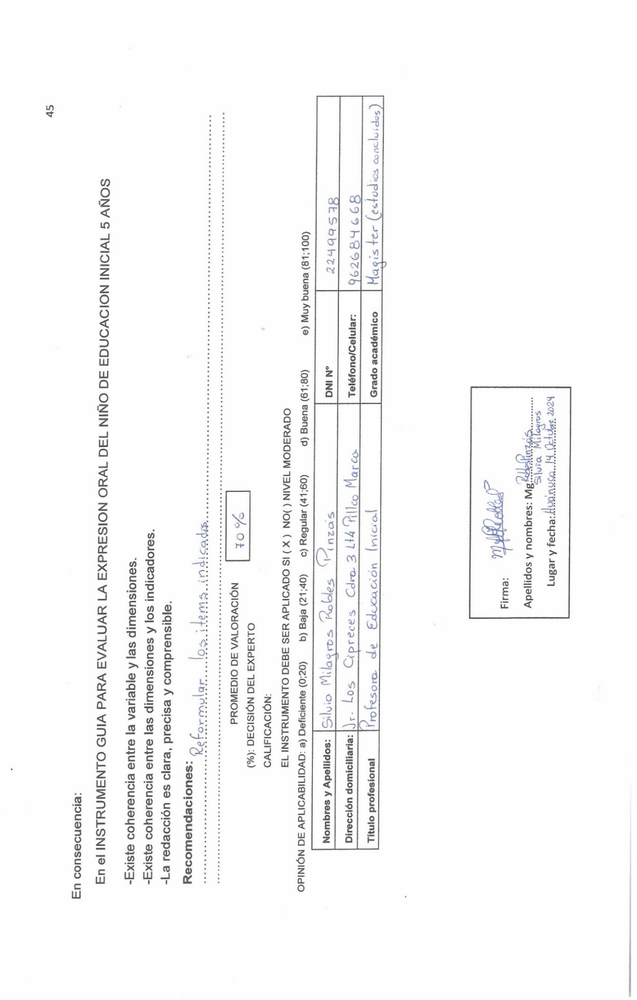 45
En consecuencia:
En el INSTRUMENTO GUIA PARA EVALUAR LA EXPRESION ORAL DEL NIÑO DE EDUCACION INICIAL 5 AÑOS
-Existe coherencia entre la variable y las dimensiones.
-Existe coherencia entre las dimensiones y los indicadores.
-La redacción es clara, precisa y comprensible.
Recomendaciones: Reformular los items indicados
PROMEDIO DE VALORACIÓN 70 %
(%): DECISIÓN DEL EXPERTO
CALIFICACIÓN:
EL INSTRUMENTO DEBE SER APLICADO SI ( X ) NO( ) NIVEL MODERADO
OPINIÓN DE APLICABILIDAD: a) Deficiente (0;20) b) Baja (21;40) c) Regular (41;60) d) Buena (61;80) e) Muy buena (81;100)
Nombres y Apellidos: Silvia Milagros Robles Pinzás DNI N° 22499578
Dirección domiciliaria: Jr. Los Cipreces Cdra 3 Lt4 Pillco Marca Teléfono/Celular: 962684668
Título profesional Profesora de Educación Inicial Grado académico Magister (estudios concluidos)
Firma:
Apellidos y nombres: Mg. Robles Pinzás
Silvia Milagros
Lugar y fecha: Huánuco 14 Octubre 2024